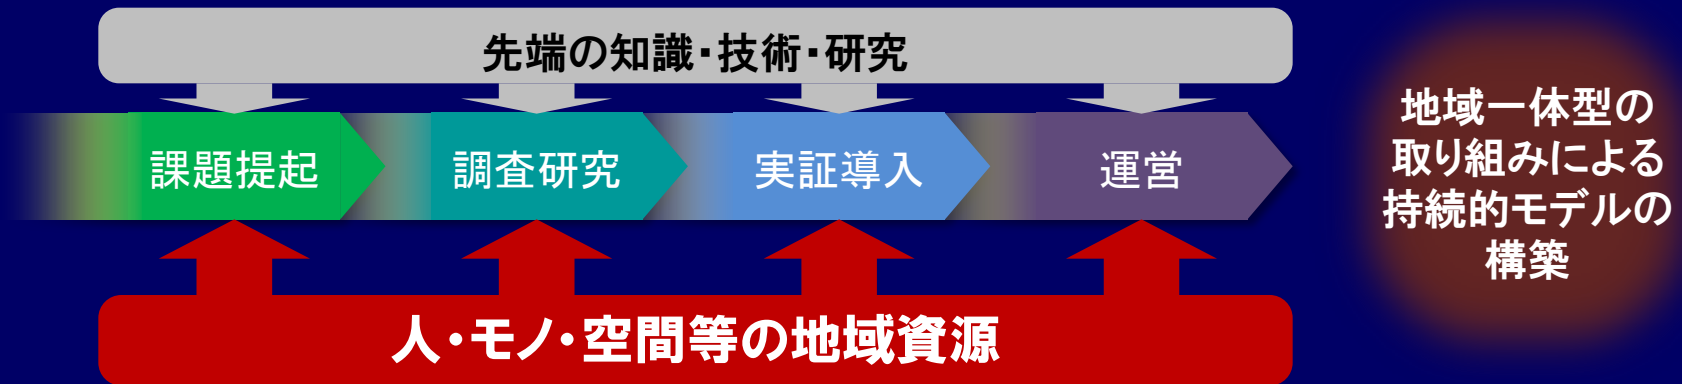 先端の知識・技術・研究
課題提起
調査研究
実証導入
運営
人・モノ・空間等の地域資源
地域一体型の
取り組みによる
持続的モデルの
構築